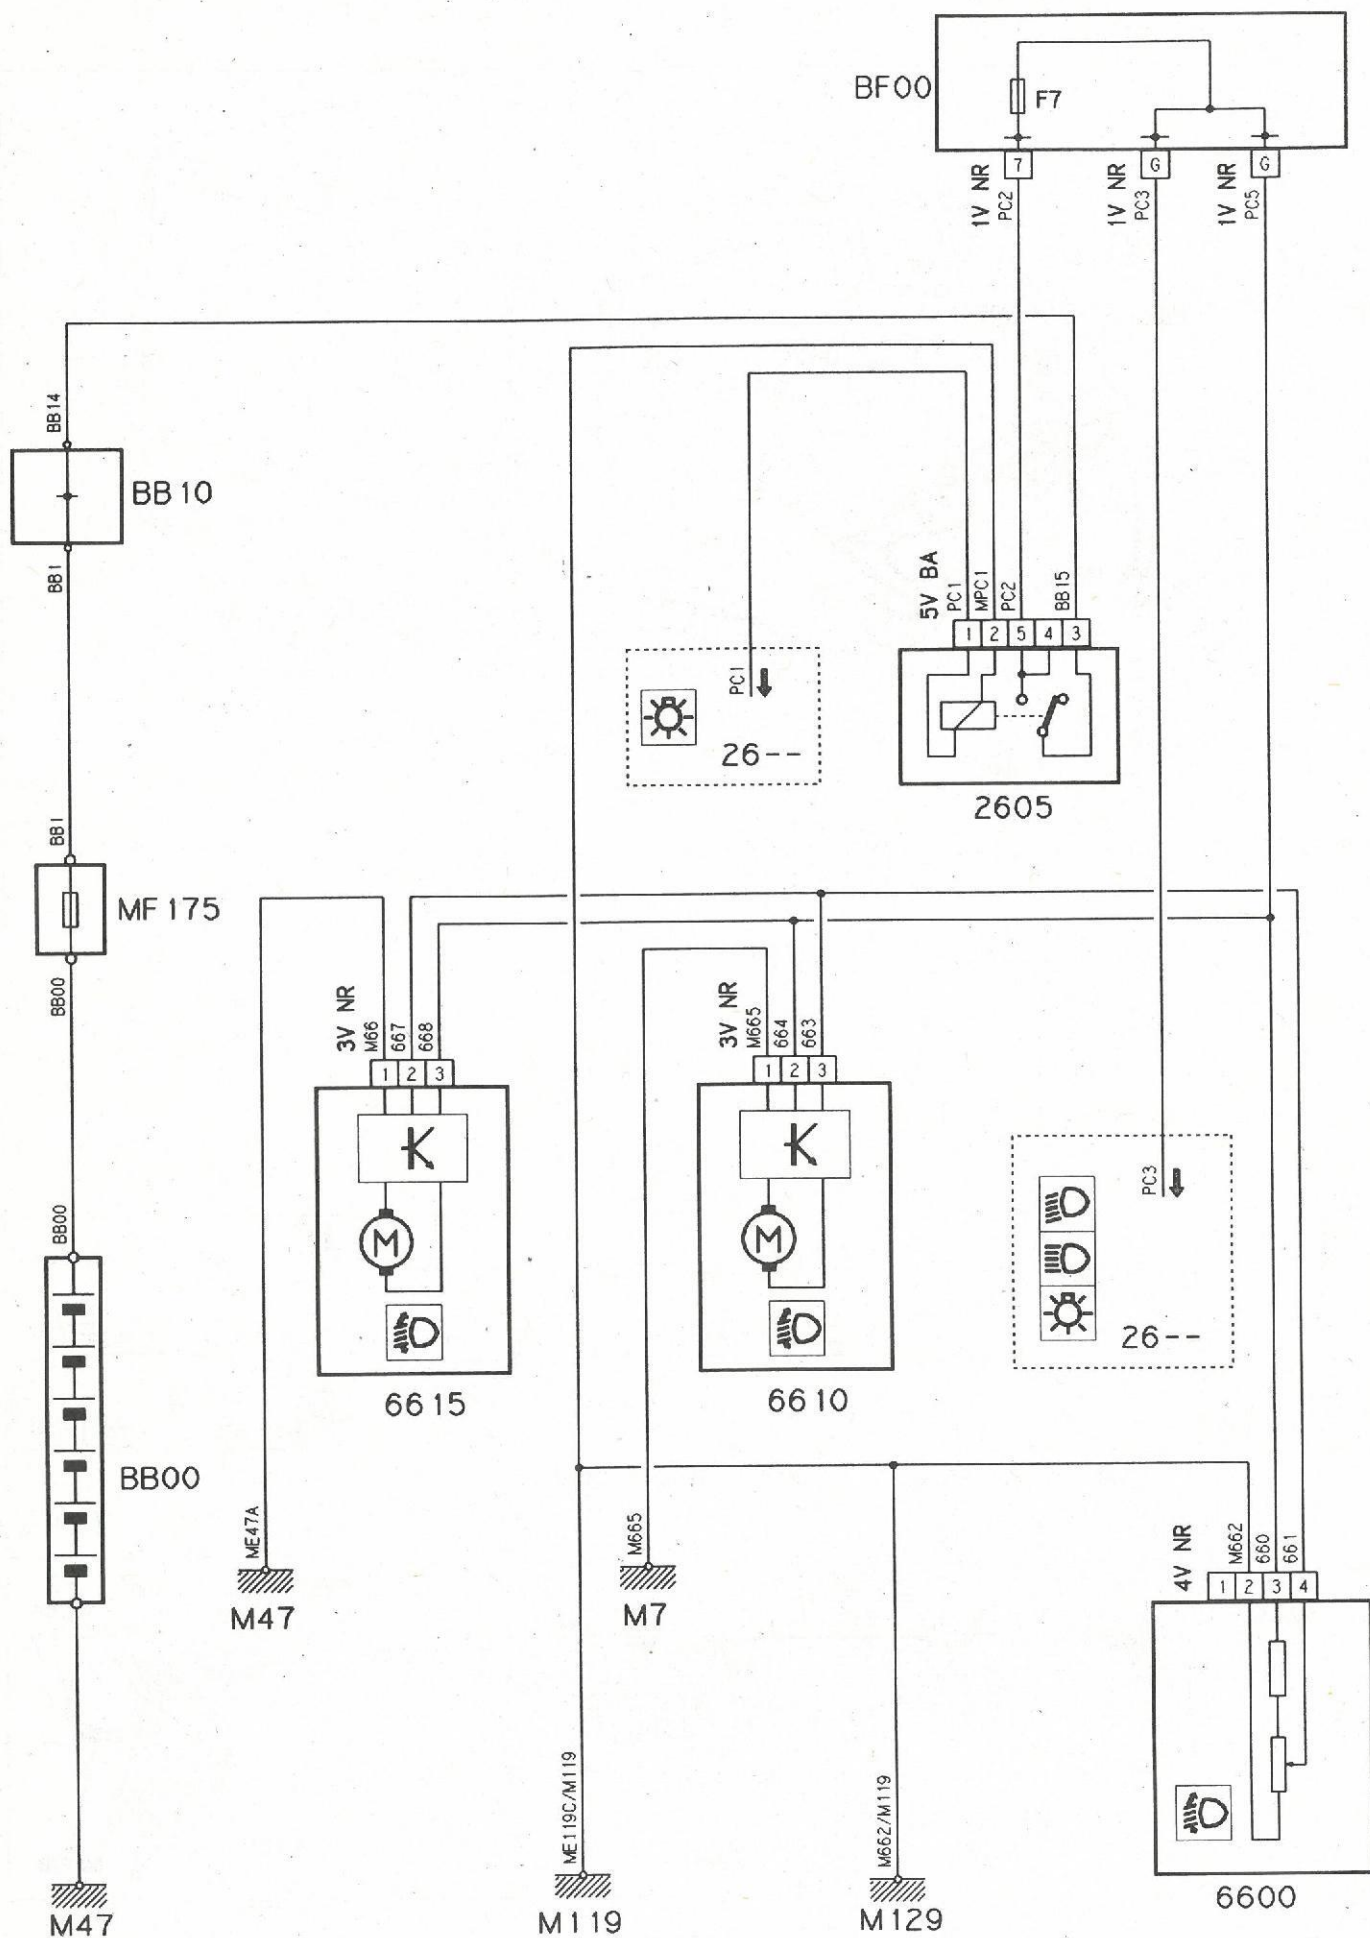 BF00
F7
7 G G
1V NR PC2
1V NR PC3
1V NR PC5
BB14
BB10
BB1
5V BA
PC1 MPC1 PC2 BB15
1 2 5 4 3
PC1
26--
2605
BB1
MF175
BB00
3V NR
M66 667 668
1 2 3
3V NR
M665 664 663
1 2 3
M
M
PC3
26--
BB00
6615
6610
BB00
ME47A
M47
M665
M7
4V NR
M662 660 661
1 2 3 4
ME119C/M119
M662/M119
6600
M47
M119
M129